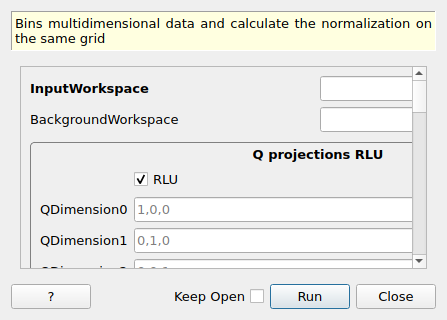 Bins multidimensional data and calculate the normalization on
the same grid
InputWorkspace
BackgroundWorkspace
Q projections RLU
RLU
QDimension0 1,0,0
QDimension1 0,1,0
? Keep Open Run Close